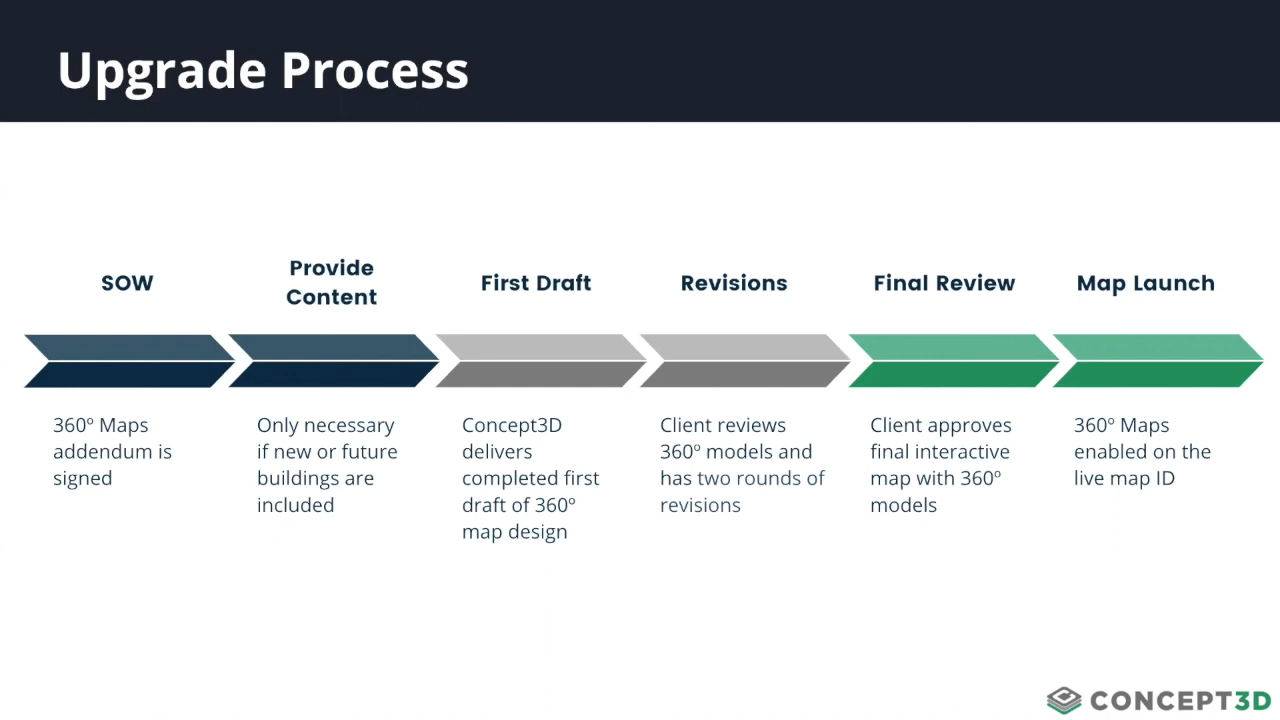 Upgrade Process
SOW
360º Maps
addendum is
signed
Provide
Content
Only necessary
if new or future
buildings are
included
First Draft
Concept3D
delivers
completed first
draft of 360º
map design
Revisions
Client reviews
360º models and
has two rounds of
revisions
Final Review
Client approves
final interactive
map with 360º
models
Map Launch
360º Maps
enabled on the
live map ID
CONCEPT3D